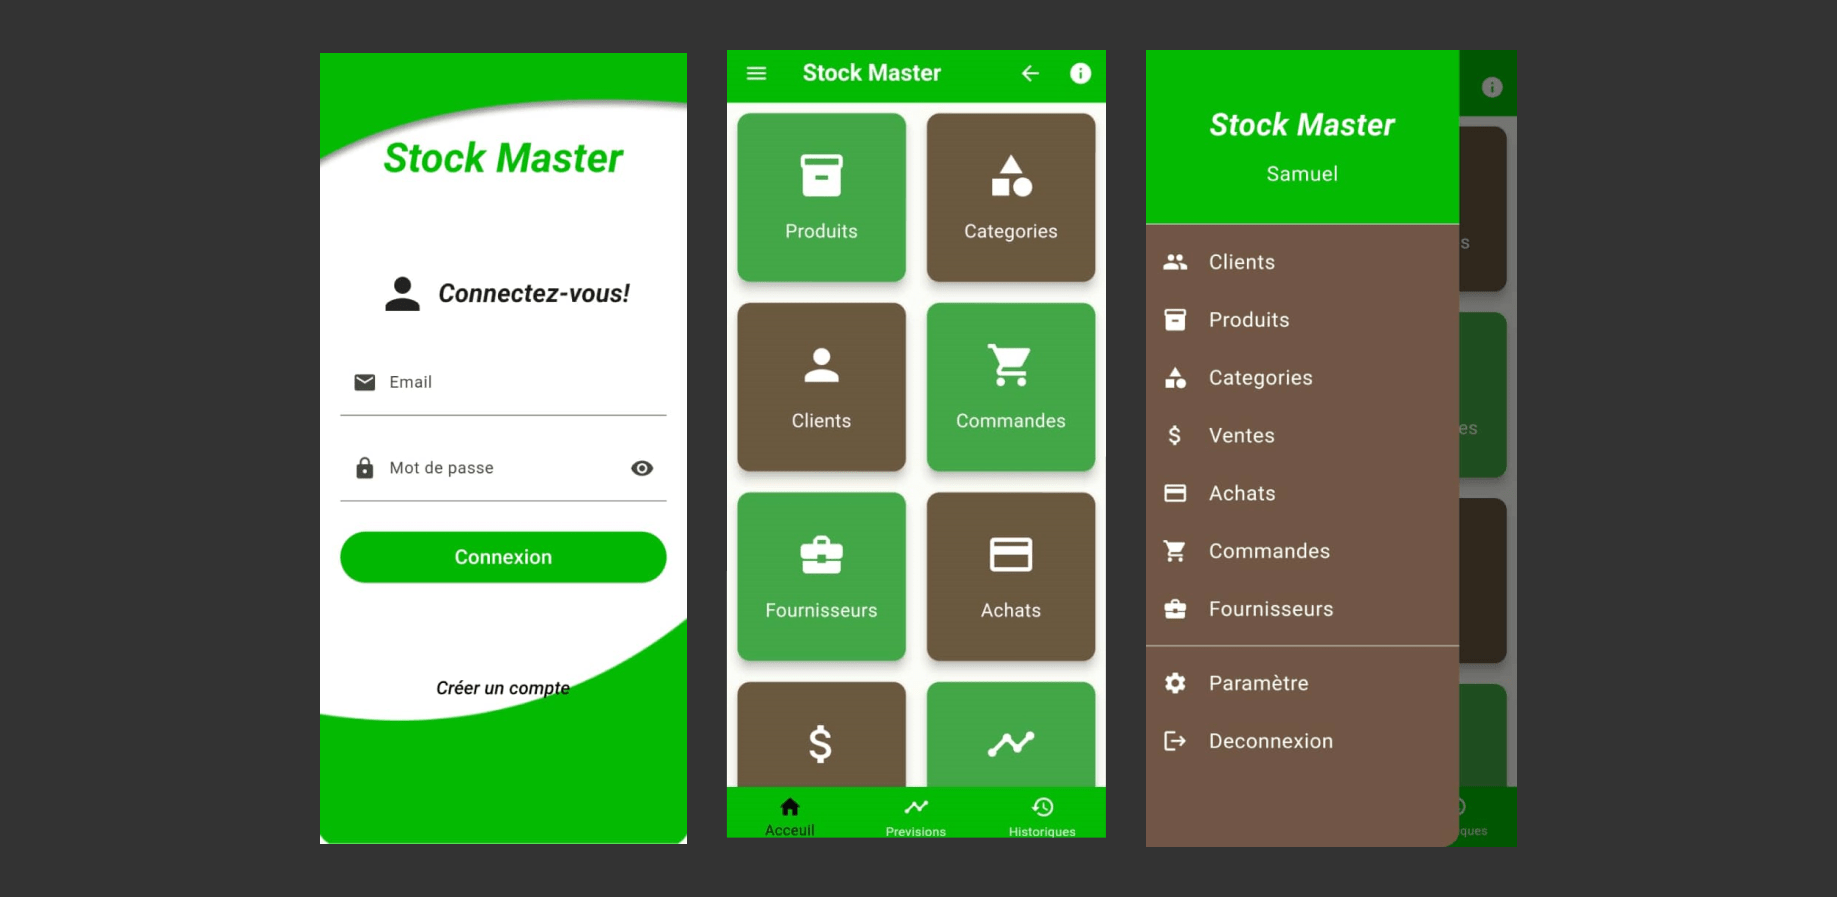 Stock Master
Connectez-vous!
Email
Mot de passe
Connexion
Créer un compte
Stock Master
Produits
Categories
Clients
Commandes
Fournisseurs
Achats
Acceuil
Previsions
Historiques
Stock Master
Samuel
Clients
Produits
Categories
Ventes
Achats
Commandes
Fournisseurs
Paramètre
Deconnexion